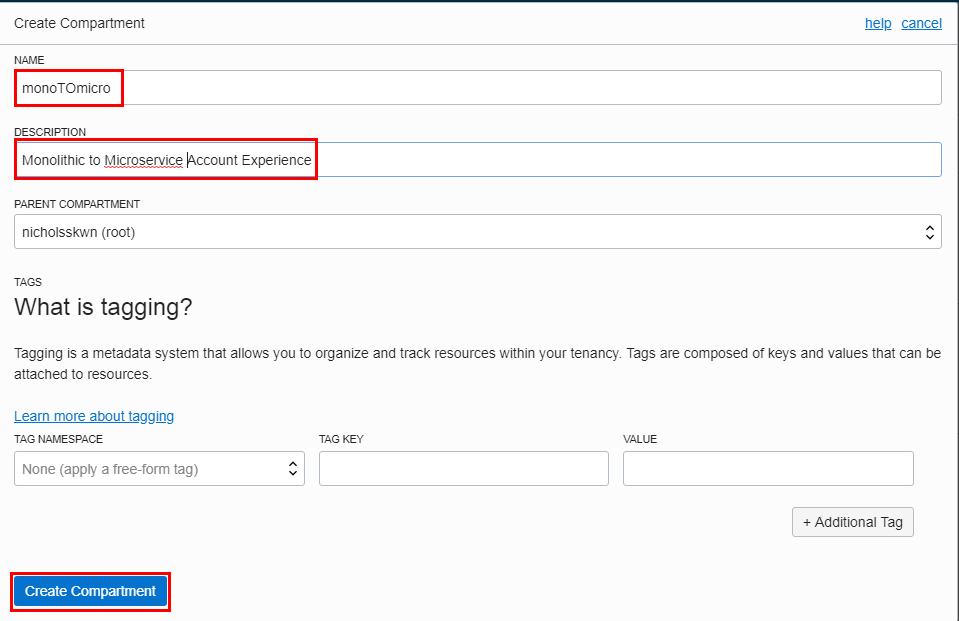 Create Compartment help cancel
NAME
monoTOmicro
DESCRIPTION
Monolithic to Microservice Account Experience
PARENT COMPARTMENT
nicholsskwn (root)
TAGS
What is tagging?
Tagging is a metadata system that allows you to organize and track resources within your tenancy. Tags are composed of keys and values that can be
attached to resources.
Learn more about tagging
TAG NAMESPACE TAG KEY VALUE
None (apply a free-form tag)
+ Additional Tag
Create Compartment